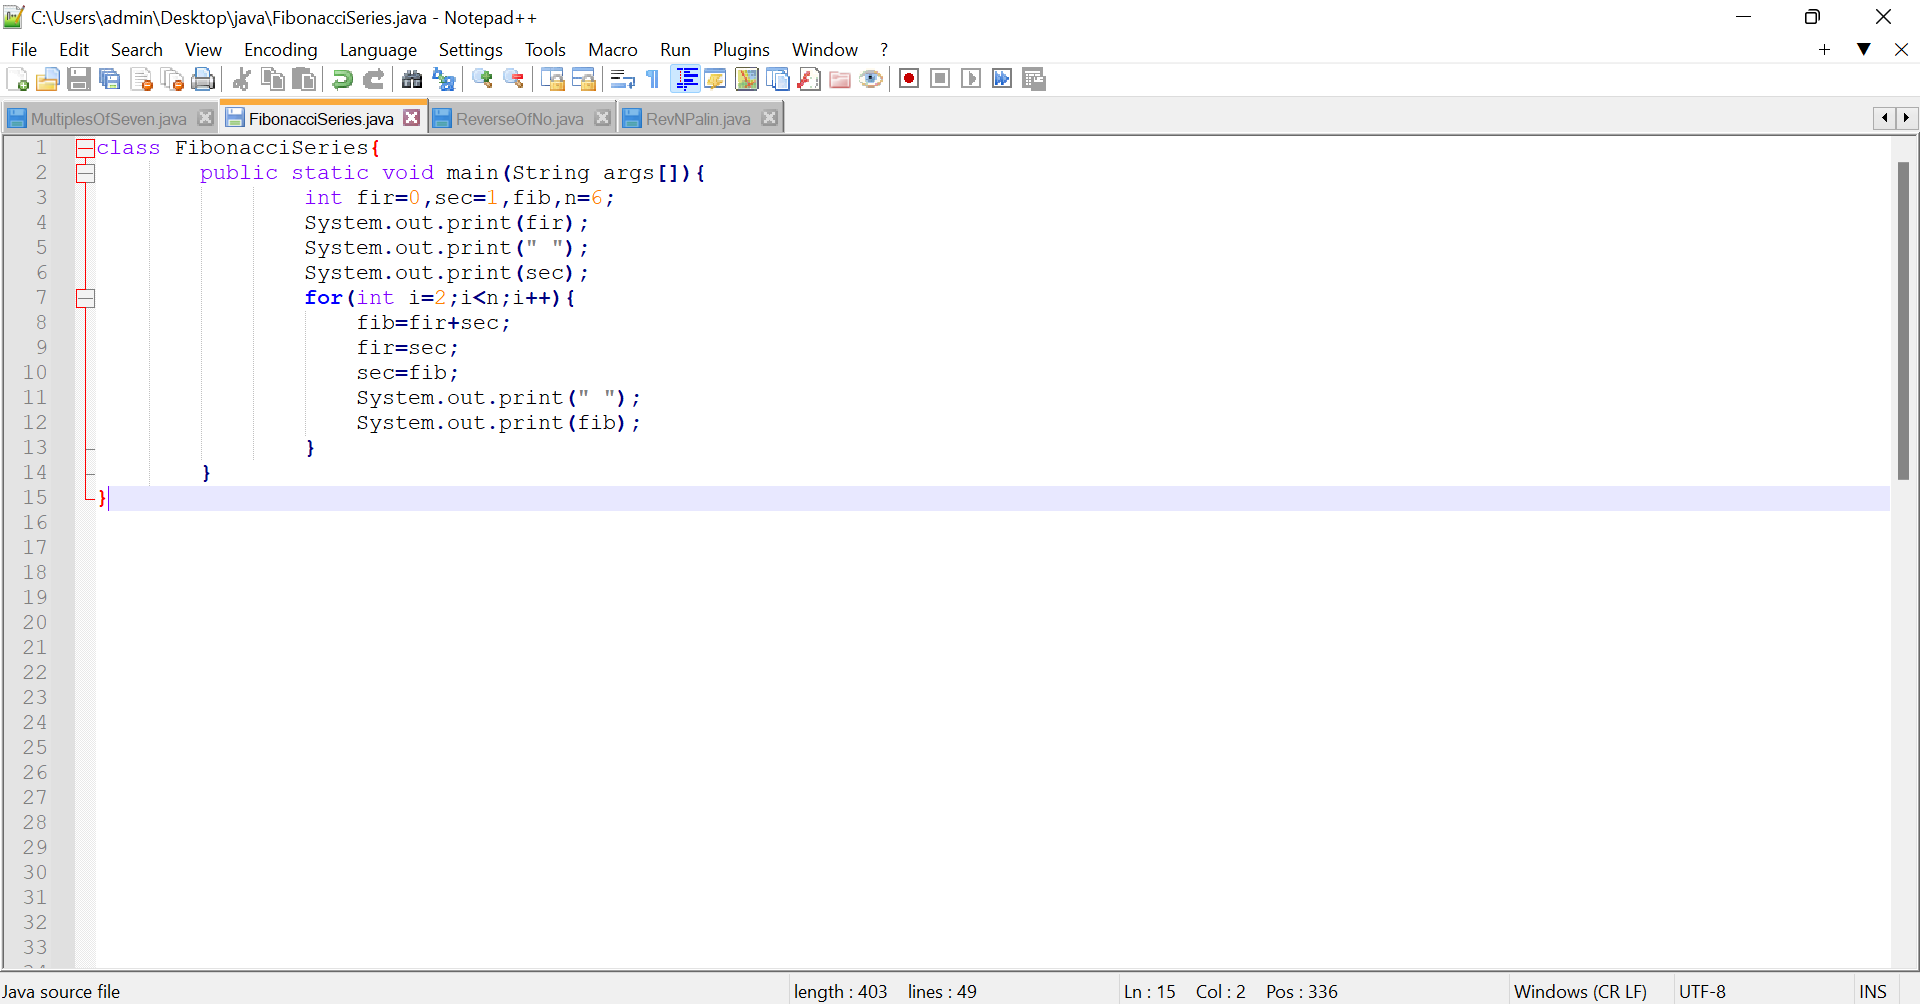 C:\Users\admin\Desktop\java\FibonacciSeries.java - Notepad++
File Edit Search View Encoding Language Settings Tools Macro Run Plugins Window ?
MultiplesOfSeven.java FibonacciSeries.java ReverseOfNo.java RevNPalin.java
1 class FibonacciSeries{
2 public static void main(String args[]){
3 int fir=0,sec=1,fib,n=6;
4 System.out.print(fir);
5 System.out.print(" ");
6 System.out.print(sec);
7 for(int i=2;i<n;i++){
8 fib=fir+sec;
9 fir=sec;
10 sec=fib;
11 System.out.print(" ");
12 System.out.print(fib);
13 }
14 }
15 }
16
17
18
19
20
21
22
23
24
25
26
27
28
29
30
31
32
33
Java source file length : 403 lines : 49 Ln : 15 Col : 2 Pos : 336 Windows (CR LF) UTF-8 INS